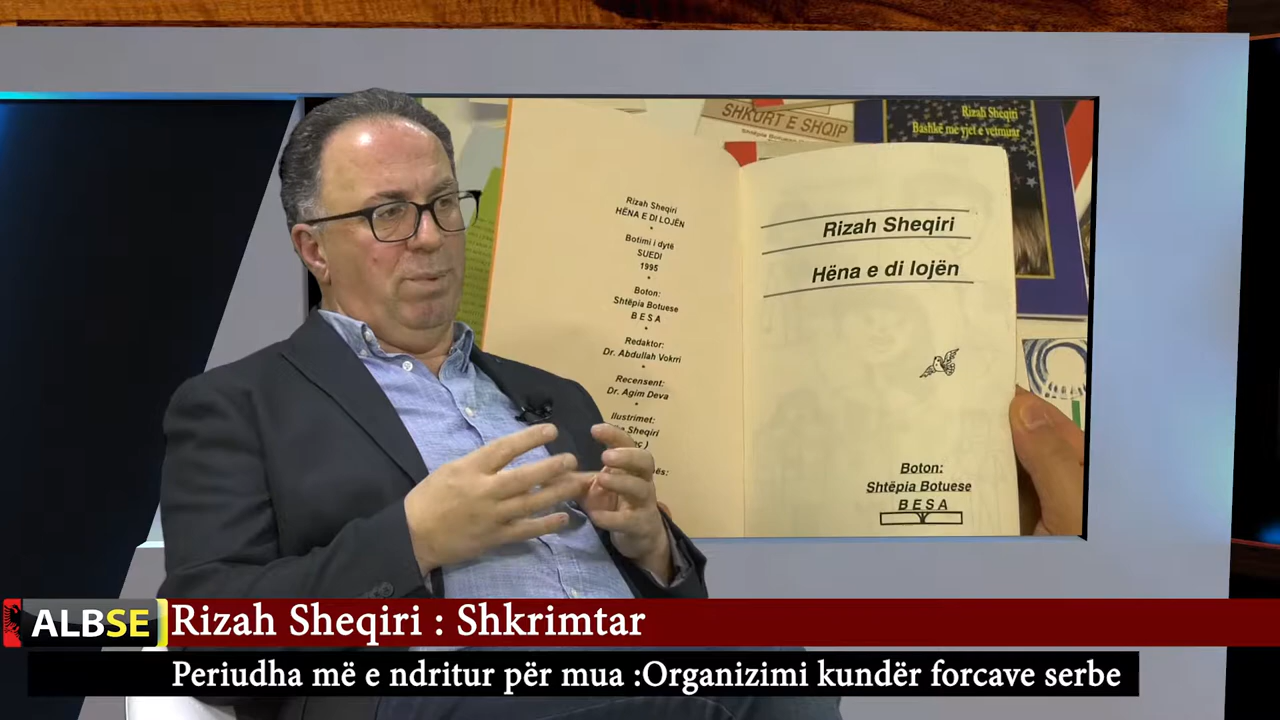 SHKURT E SHQIP
Rizah Sheqiri
Bashkë me yjet e vetmuar
Rizah Sheqiri
HËNA E DI LOJËN
Botimi i dytë
SUEDI
1995
Boton:
Shtëpia Botuese
B E S A
Redaktor:
Dr. Abdullah Vokrri
Recensent:
Dr. Agim Deva
Ilustrimet:
Sheqiri
Rizah Sheqiri
Hëna e di lojën
Boton:
Shtëpia Botuese
B E S A
ALBSE
Rizah Sheqiri : Shkrimtar
Periudha më e ndritur për mua :Organizimi kundër forcave serbe